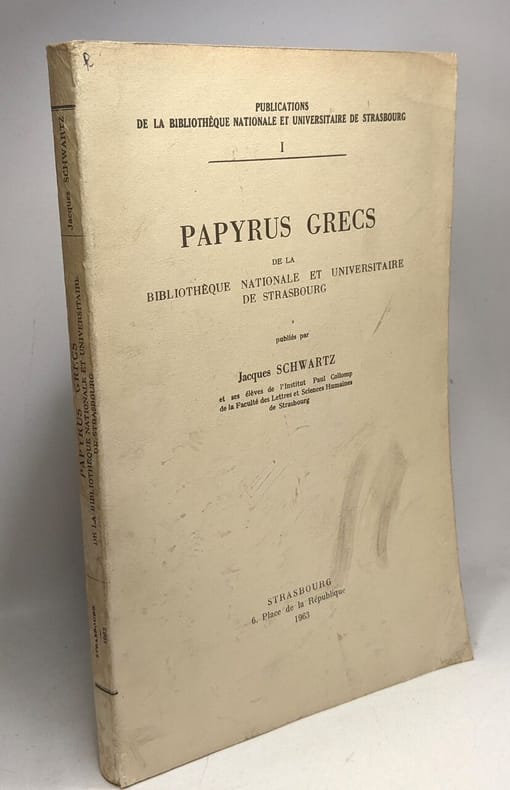 PUBLICATIONS
DE LA BIBLIOTHÈQUE NATIONALE ET UNIVERSITAIRE DE STRASBOURG
I
PAPYRUS GRECS
DE LA
BIBLIOTHÈQUE NATIONALE ET UNIVERSITAIRE
DE STRASBOURG
publiés par
Jacques SCHWARTZ
et ses élèves de l'Institut Paul Collomp
de la Faculté des Lettres et Sciences Humaines
de Strasbourg
STRASBOURG
6, Place de la République
1963
Jacques SCHWARTZ
PAPYRUS GRECS
DE LA BIBLIOTHÈQUE NATIONALE ET UNIVERSITAIRE
DE STRASBOURG
STRASBOURG
1963